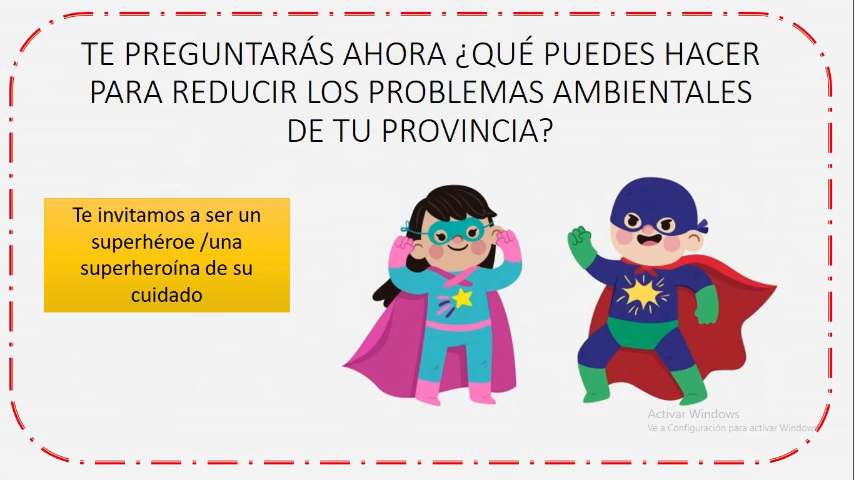 TE PREGUNTARÁS AHORA ¿QUÉ PUEDES HACER
PARA REDUCIR LOS PROBLEMAS AMBIENTALES
DE TU PROVINCIA?
Te invitamos a ser un
superhéroe /una
superheroína de su
cuidado
Activar Windows
Ve a Configuración para activar Windows